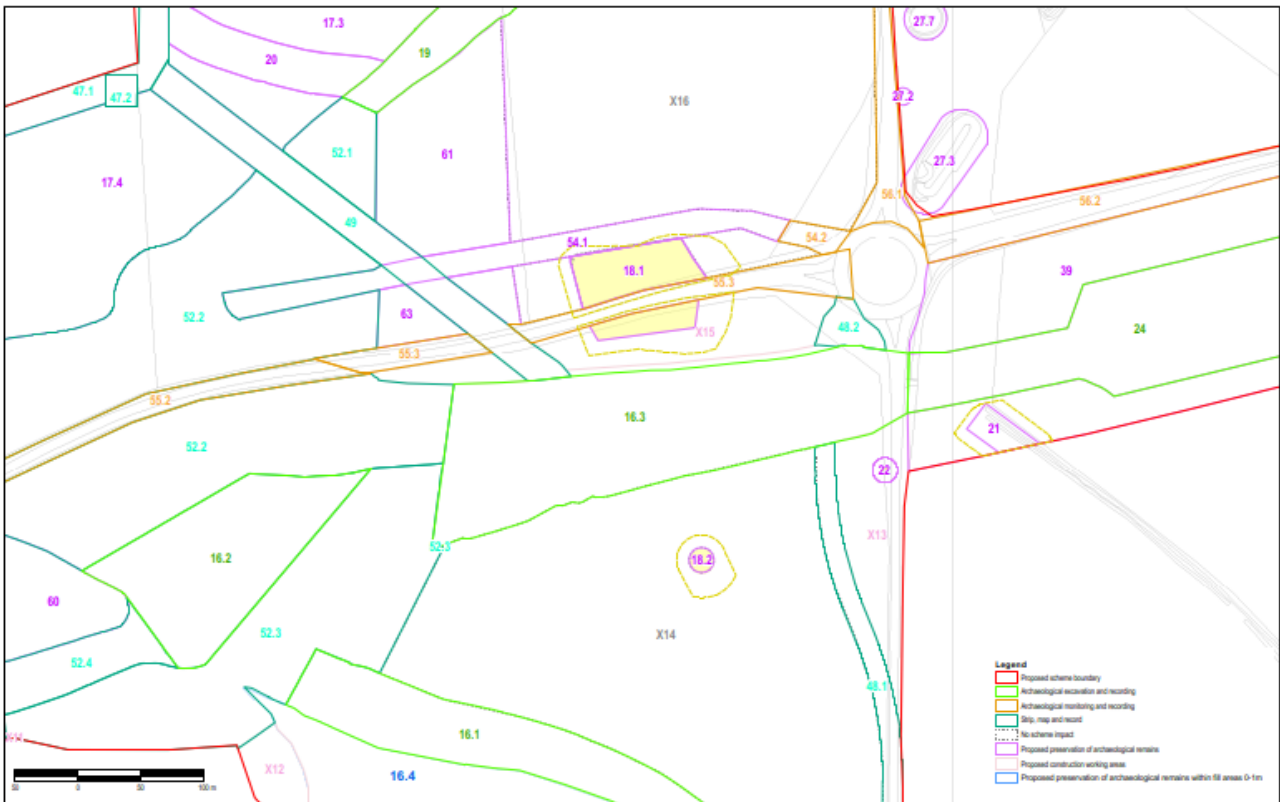 17.3
27.7
19
20
47.1
47.2
27.2
X16
52.1
61
27.3
17.4
56.1
56.2
49
54.1
54.2
18.1
39
55.3
63
52.2
48.2
24
X15
55.3
55.2
16.3
21
52.2
22
X13
52.3
16.2
18.2
60
52.3
X14
52.4
48.1
16.1
X12
16.4
50 0 50 100 m
Legend
Proposed scheme boundary
Archaeological excavation and recording
Archaeological monitoring and recording
Strip, map and record
No scheme impact
Proposed preservation of archaeological remains
Proposed construction working areas
Proposed preservation of archaeological remains within fill areas 0-1m